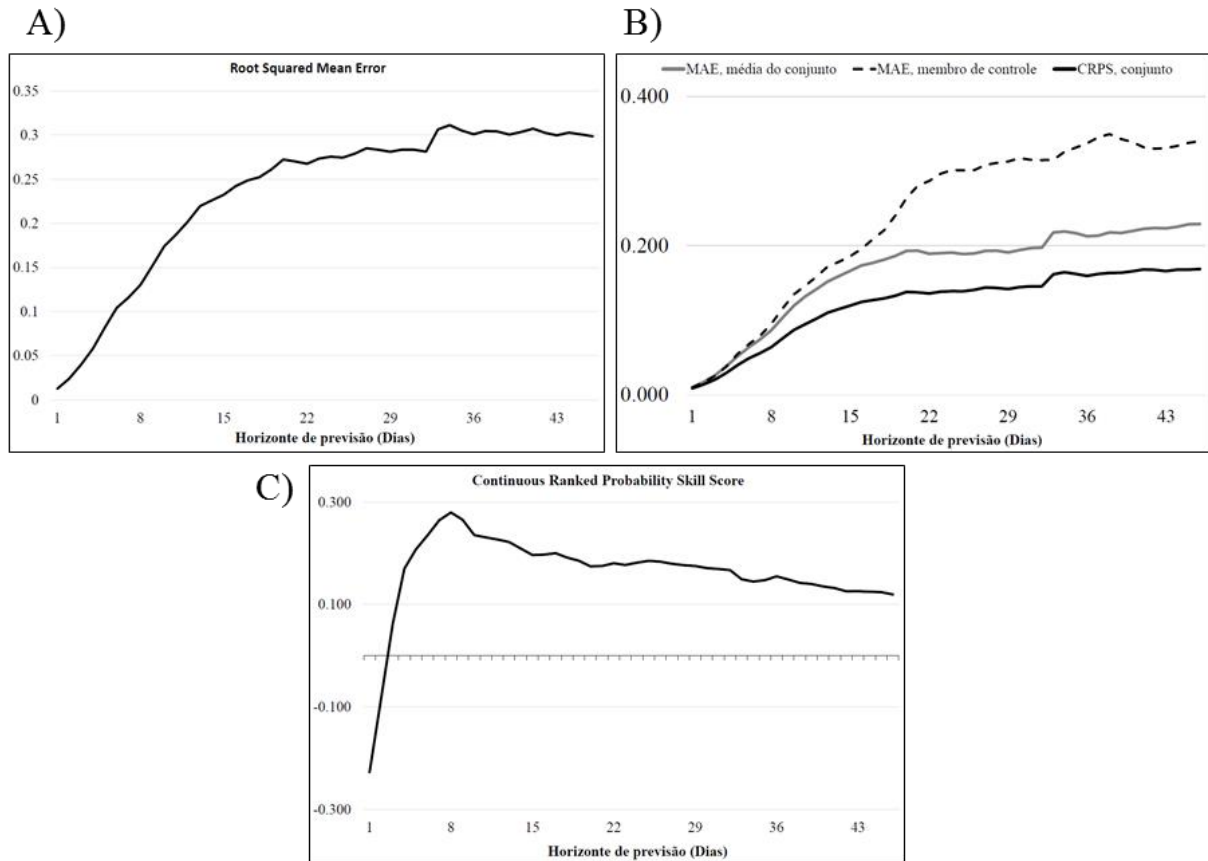 A)
Root Squared Mean Error
0.35
0.3
0.25
0.2
0.15
0.1
0.05
0
1 8 15 22 29 36 43
Horizonte de previsão (Dias)
B)
MAE, média do conjunto MAE, membro de controle CRPS, conjunto
0.400
0.200
0.000
1 8 15 22 29 36 43
Horizonte de previsão (Dias)
C)
Continuous Ranked Probability Skill Score
0.300
0.100
-0.100
-0.300
1 8 15 22 29 36 43
Horizonte de previsão (Dias)